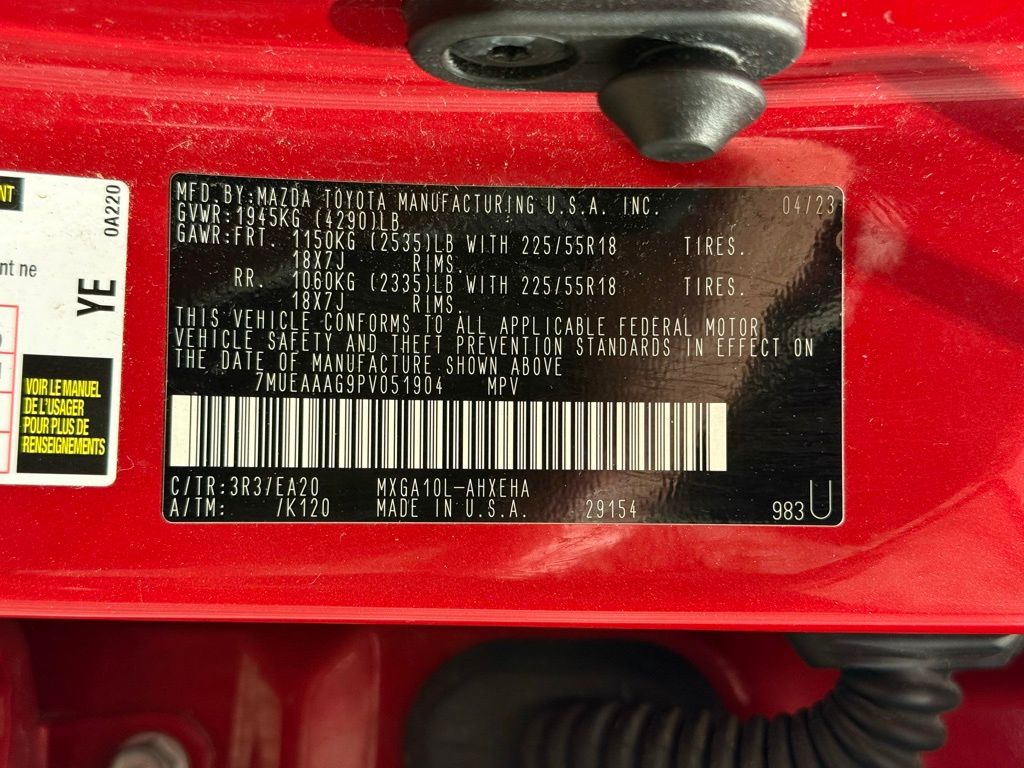 NT
0A220
nt ne
YE
VOIR LE MANUEL
DE L'USAGER
POUR PLUS DE
RENSEIGNEMENTS
MFD.BY:MAZDA TOYOTA MANUFACTURING U.S.A. INC. 04/23
GVWR:1945KG (4290)LB
GAWR:FRT. 1150KG (2535)LB WITH 225/55R18 TIRES.
18X7J RIMS.
RR. 1060KG (2335)LB WITH 225/55R18 TIRES.
18X7J RIMS.
THIS VEHICLE CONFORMS TO ALL APPLICABLE FEDERAL MOTOR
VEHICLE SAFETY AND THEFT PREVENTION STANDARDS IN EFFECT ON
THE DATE OF MANUFACTURE SHOWN ABOVE
7MUEAAAG9PV051904 MPV
C/TR:3R3/EA20 MXGA10L-AHXEHA
A/TM: /K120 MADE IN U.S.A. 29154 983U